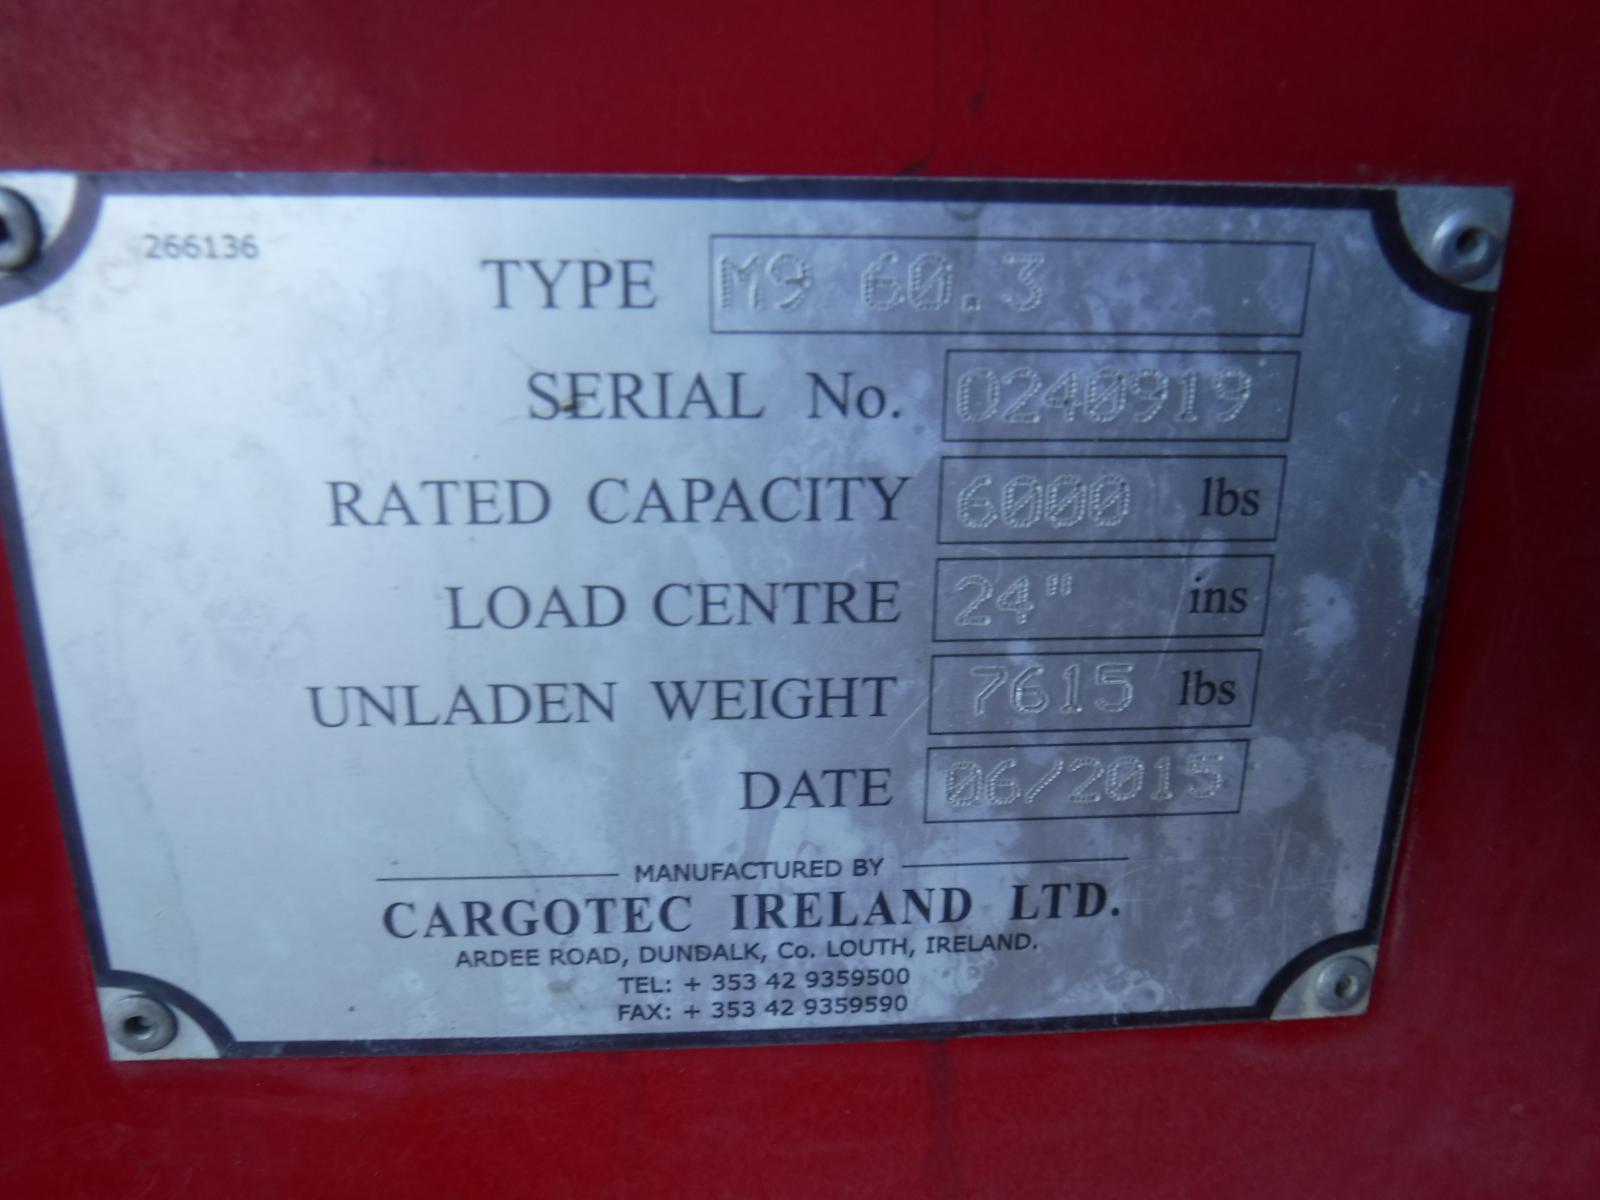 266136
TYPE M9 60.3
SERIAL No. 0240919
RATED CAPACITY 6000 lbs
LOAD CENTRE 24" ins
UNLADEN WEIGHT 7615 lbs
DATE 06/2015
MANUFACTURED BY
CARGOTEC IRELAND LTD.
ARDEE ROAD, DUNDALK, Co. LOUTH, IRELAND.
TEL: + 353 42 9359500
FAX: + 353 42 9359590